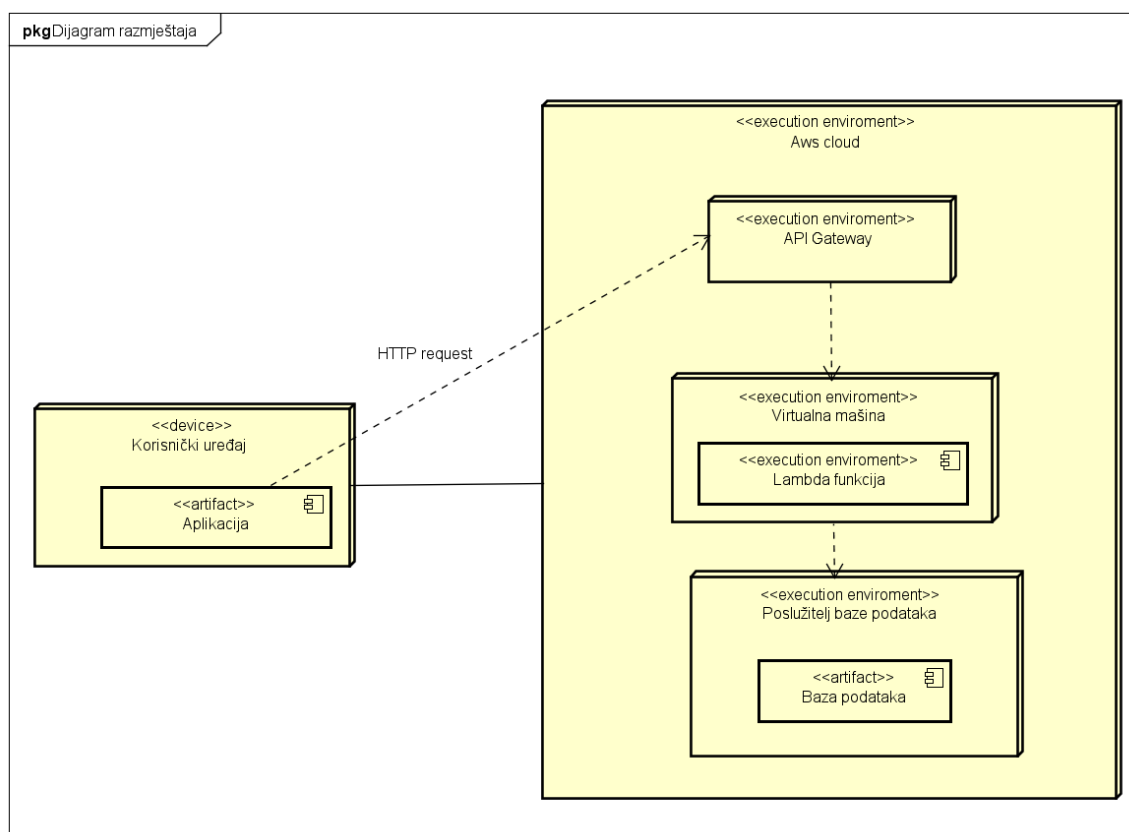 pkgDijagram razmještaja
<<execution enviroment>>
Aws cloud
<<execution enviroment>>
API Gateway
HTTP request
<<execution enviroment>>
Virtualna mašina
<<execution enviroment>>
Lambda funkcija
<<device>>
Korisnički uređaj
<<artifact>>
Aplikacija
<<execution enviroment>>
Poslužitelj baze podataka
<<artifact>>
Baza podataka